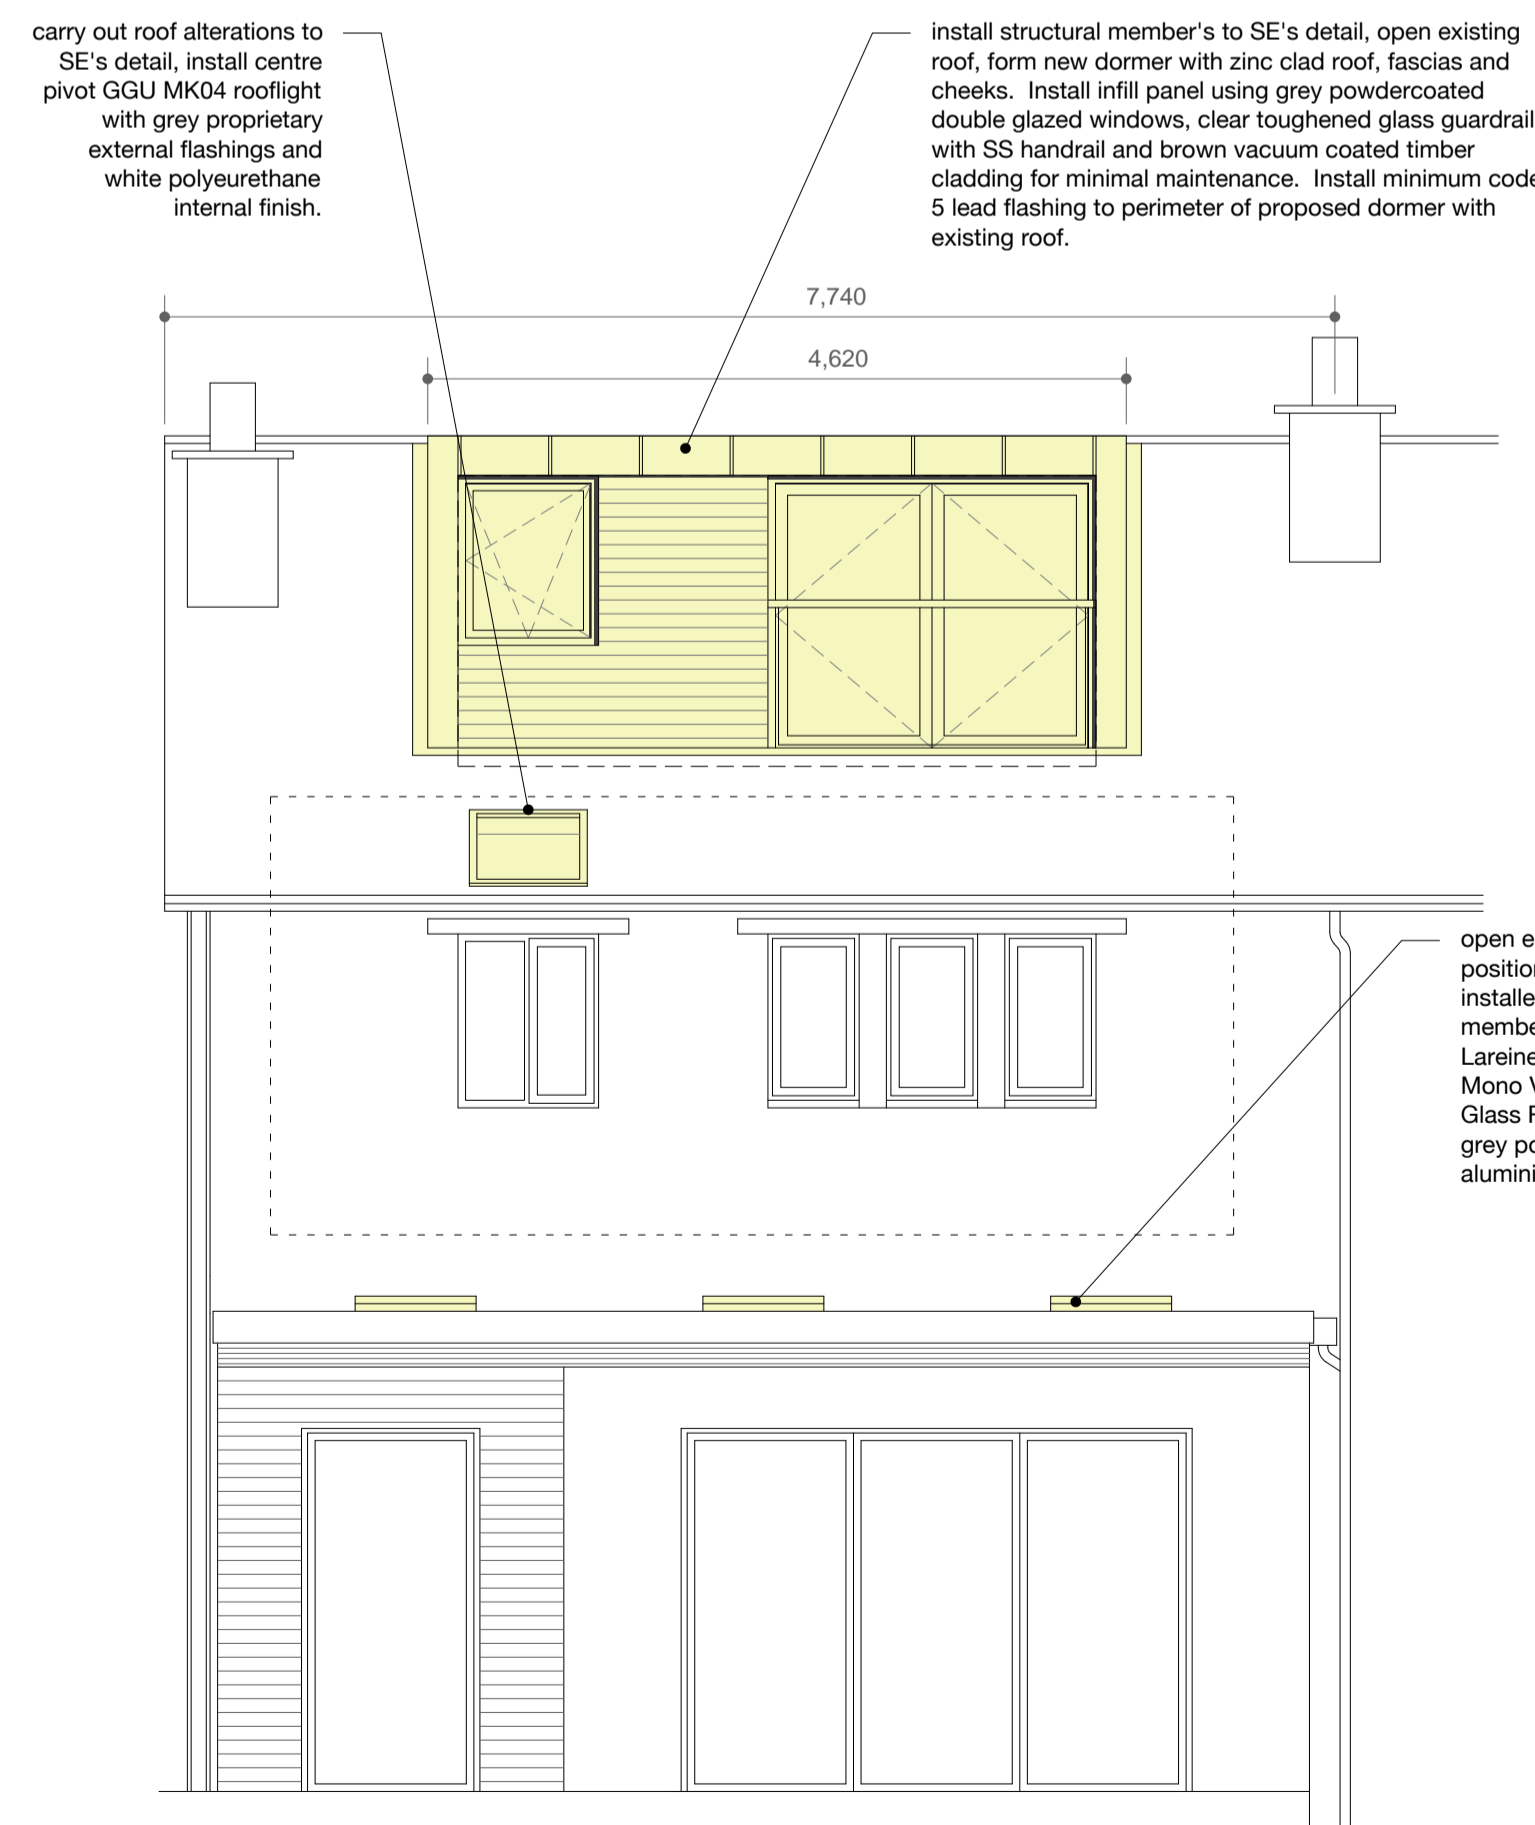 carry out roof alterations to
SE's detail, install centre
pivot GGU MK04 rooflight
with grey proprietary
external flashings and
white polyeurethane
internal finish.
install structural member's to SE's detail, open existing
roof, form new dormer with zinc clad roof, fascias and
cheeks.  Install infill panel using grey powdercoated
double glazed windows, clear toughened glass guardrail
with SS handrail and brown vacuum coated timber
cladding for minimal maintenance.  Install minimum code
5 lead flashing to perimeter of proposed dormer with
existing roof.
7,740
4,620
open e
position
installe
membe
Lareine
Mono V
Glass
grey po
alumini